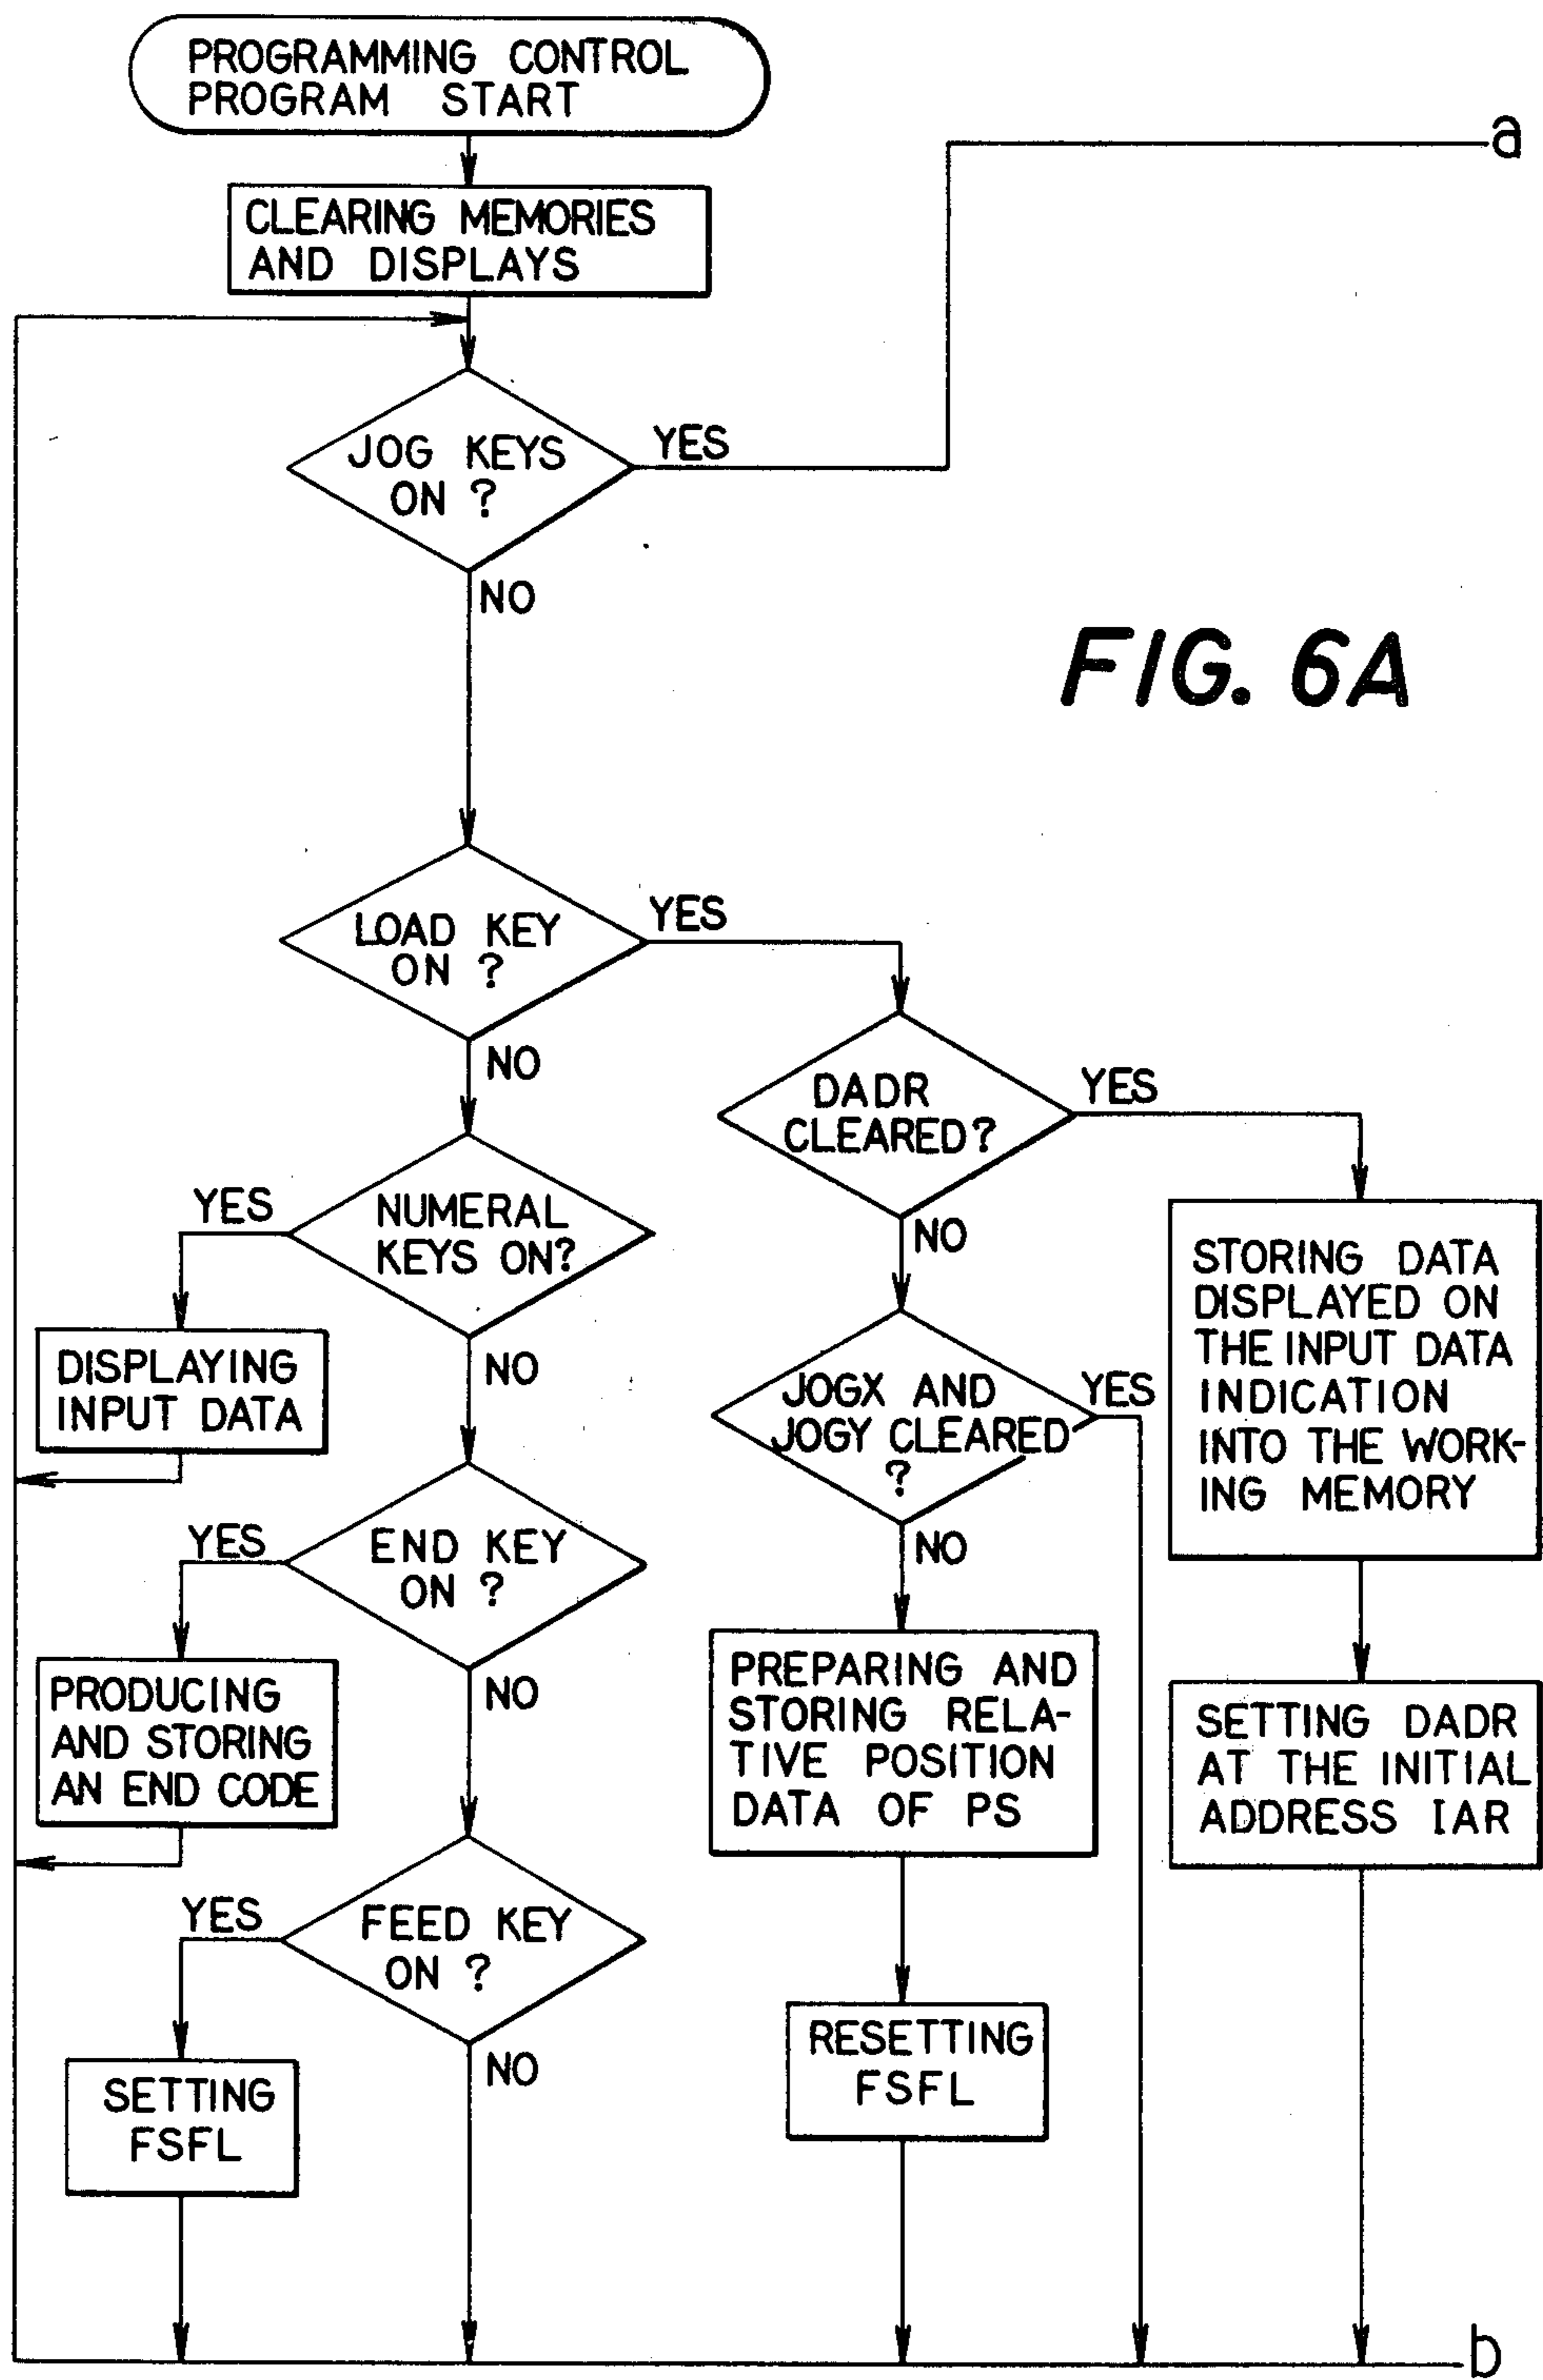 PROGRAMMING CONTROL
PROGRAM START
a
CLEARING MEMORIES
AND DISPLAYS
JOG KEYS
ON ?
YES
NO
FIG. 6A
LOAD KEY
ON ?
YES
NO
DADR
CLEARED?
YES
NO
NUMERAL
KEYS ON?
YES
NO
STORING DATA
DISPLAYED ON
THE INPUT DATA
INDICATION
INTO THE WORK-
ING MEMORY
DISPLAYING
INPUT DATA
JOGX AND
JOGY CLEARED
?
YES
NO
END KEY
ON ?
YES
NO
PRODUCING
AND STORING
AN END CODE
PREPARING AND
STORING RELA-
TIVE POSITION
DATA OF PS
SETTING DADR
AT THE INITIAL
ADDRESS IAR
FEED KEY
ON ?
YES
NO
RESETTING
FSFL
SETTING
FSFL
b